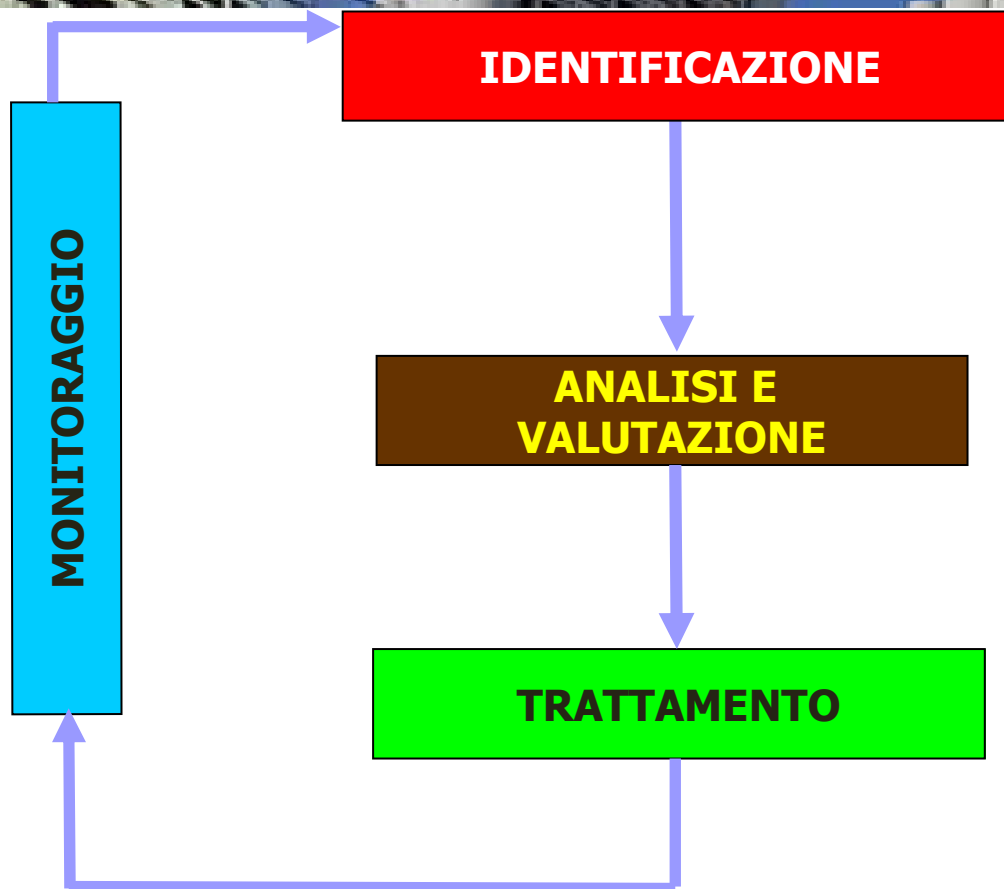 IDENTIFICAZIONE
MONITORAGGIO
ANALISI E
VALUTAZIONE
TRATTAMENTO